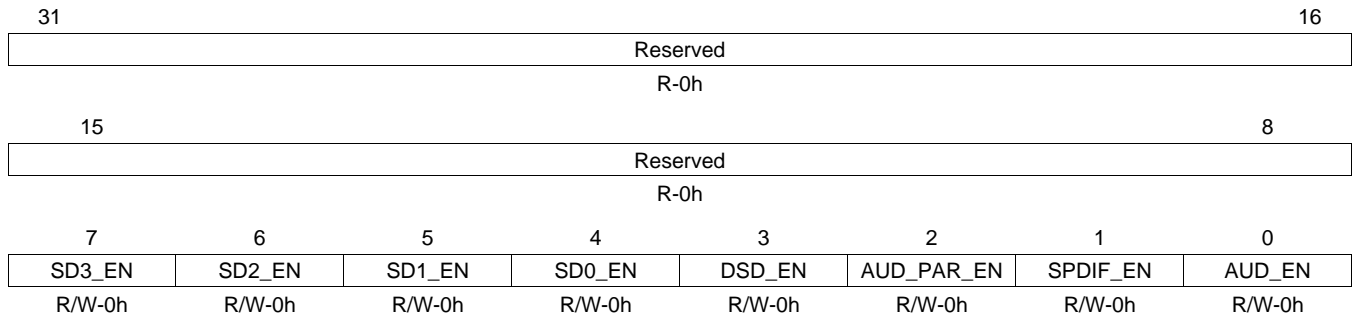 31 16
Reserved
R-0h
15 8
Reserved
R-0h
7 6 5 4 3 2 1 0
SD3_EN SD2_EN SD1_EN SD0_EN DSD_EN AUD_PAR_EN SPDIF_EN AUD_EN
R/W-0h R/W-0h R/W-0h R/W-0h R/W-0h R/W-0h R/W-0h R/W-0h